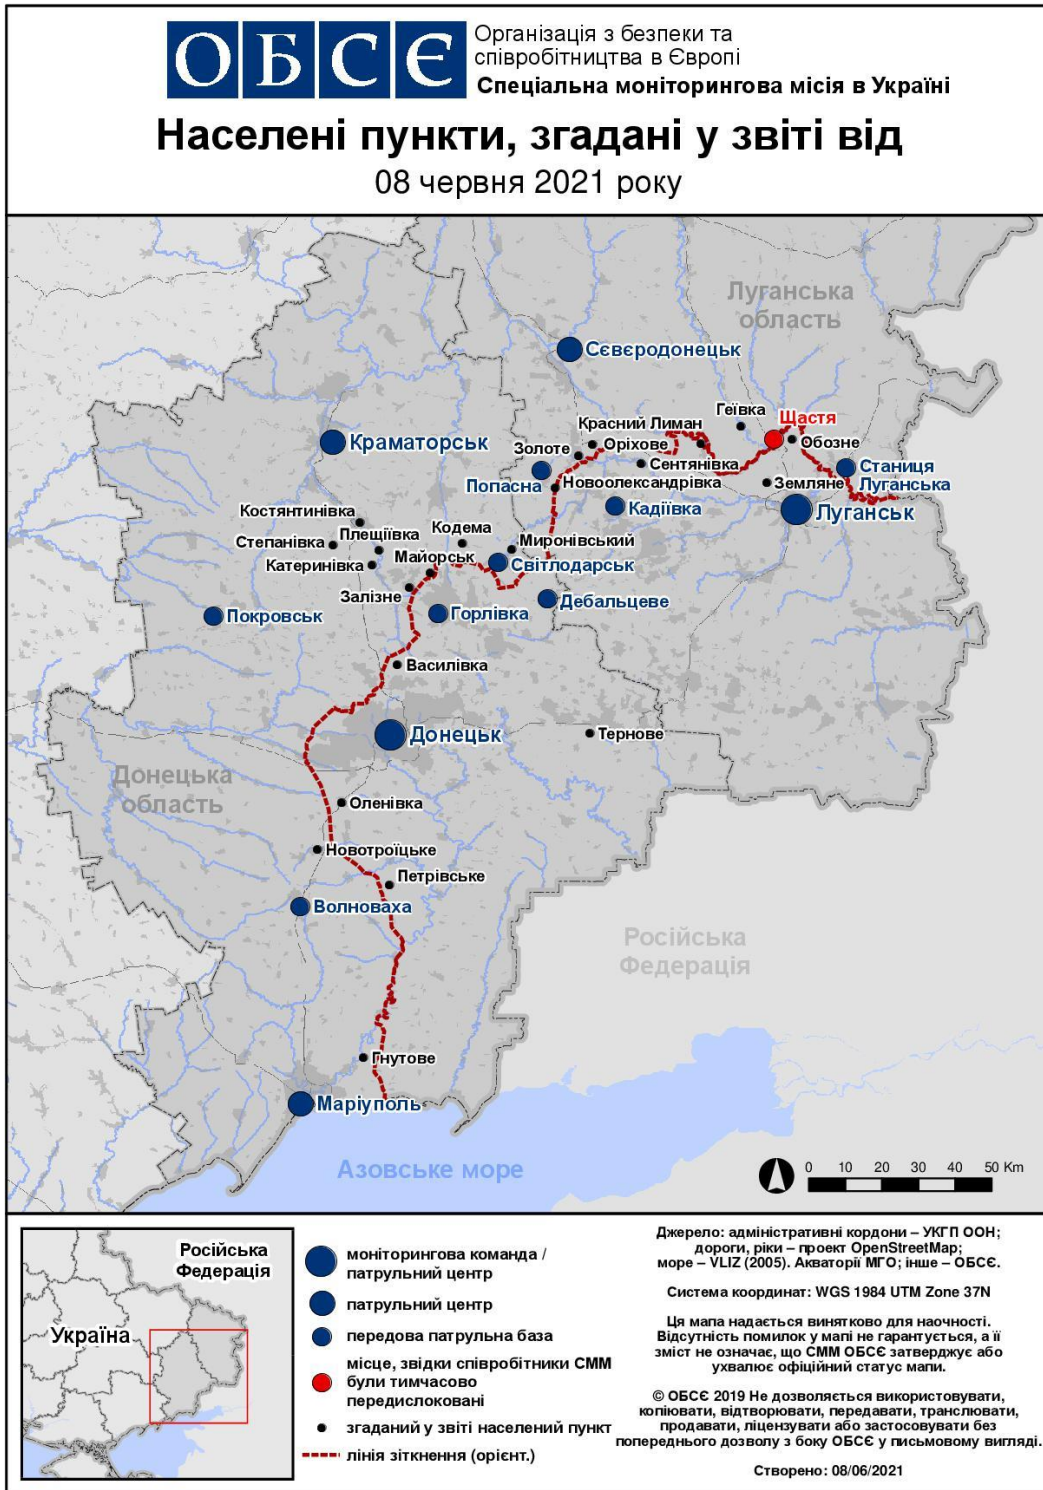 ОБСЄ
Організація з безпеки та
співробітництва в Європі
Спеціальна моніторингова місія в Україні
Населені пункти, згадані у звіті від
08 червня 2021 року
Луганська
область
Сєвєродонецьк
Геївка
Щастя
Красний Лиман
Обозне
Краматорськ
Золоте
Оріхове
Сентянівка
Станиця
Луганська
Попасна
Новоолександрівка
Земляне
Кадіївка
Луганськ
Костянтинівка
Плещіївка
Кодема
Степанівка
Миронівський
Майорськ
Катеринівка
Світлодарськ
Залізне
Дебальцеве
Покровськ
Горлівка
Василівка
Донецьк
Тернове
Донецька
область
Оленівка
Новотроїцьке
Петрівське
Волноваха
Російська
Федерація
Гнутове
Маріуполь
Азовське море
0 10 20 30 40 50 Km
Російська
Федерація
Україна
моніторингова команда /
патрульний центр
патрульний центр
передова патрульна база
місце, звідки співробітники СММ
були тимчасово
передислоковані
згаданий у звіті населений пункт
лінія зіткнення (орієнт.)
Джерело: адміністративні кордони – УКГП ООН;
дороги, ріки – проект OpenStreetMap;
море – VLIZ (2005). Акваторії МГО; інше – ОБСЄ.
Система координат: WGS 1984 UTM Zone 37N
Ця мапа надається винятково для наочності.
Відсутність помилок у мапі не гарантується, а її
зміст не означає, що СММ ОБСЄ затверджує або
ухвалює офіційний статус мапи.
© ОБСЄ 2019 Не дозволяється використовувати,
копіювати, відтворювати, передавати, транслювати,
продавати, ліцензувати або застосовувати без
попереднього дозволу з боку ОБСЄ у письмовому вигляді.
Створено: 08/06/2021